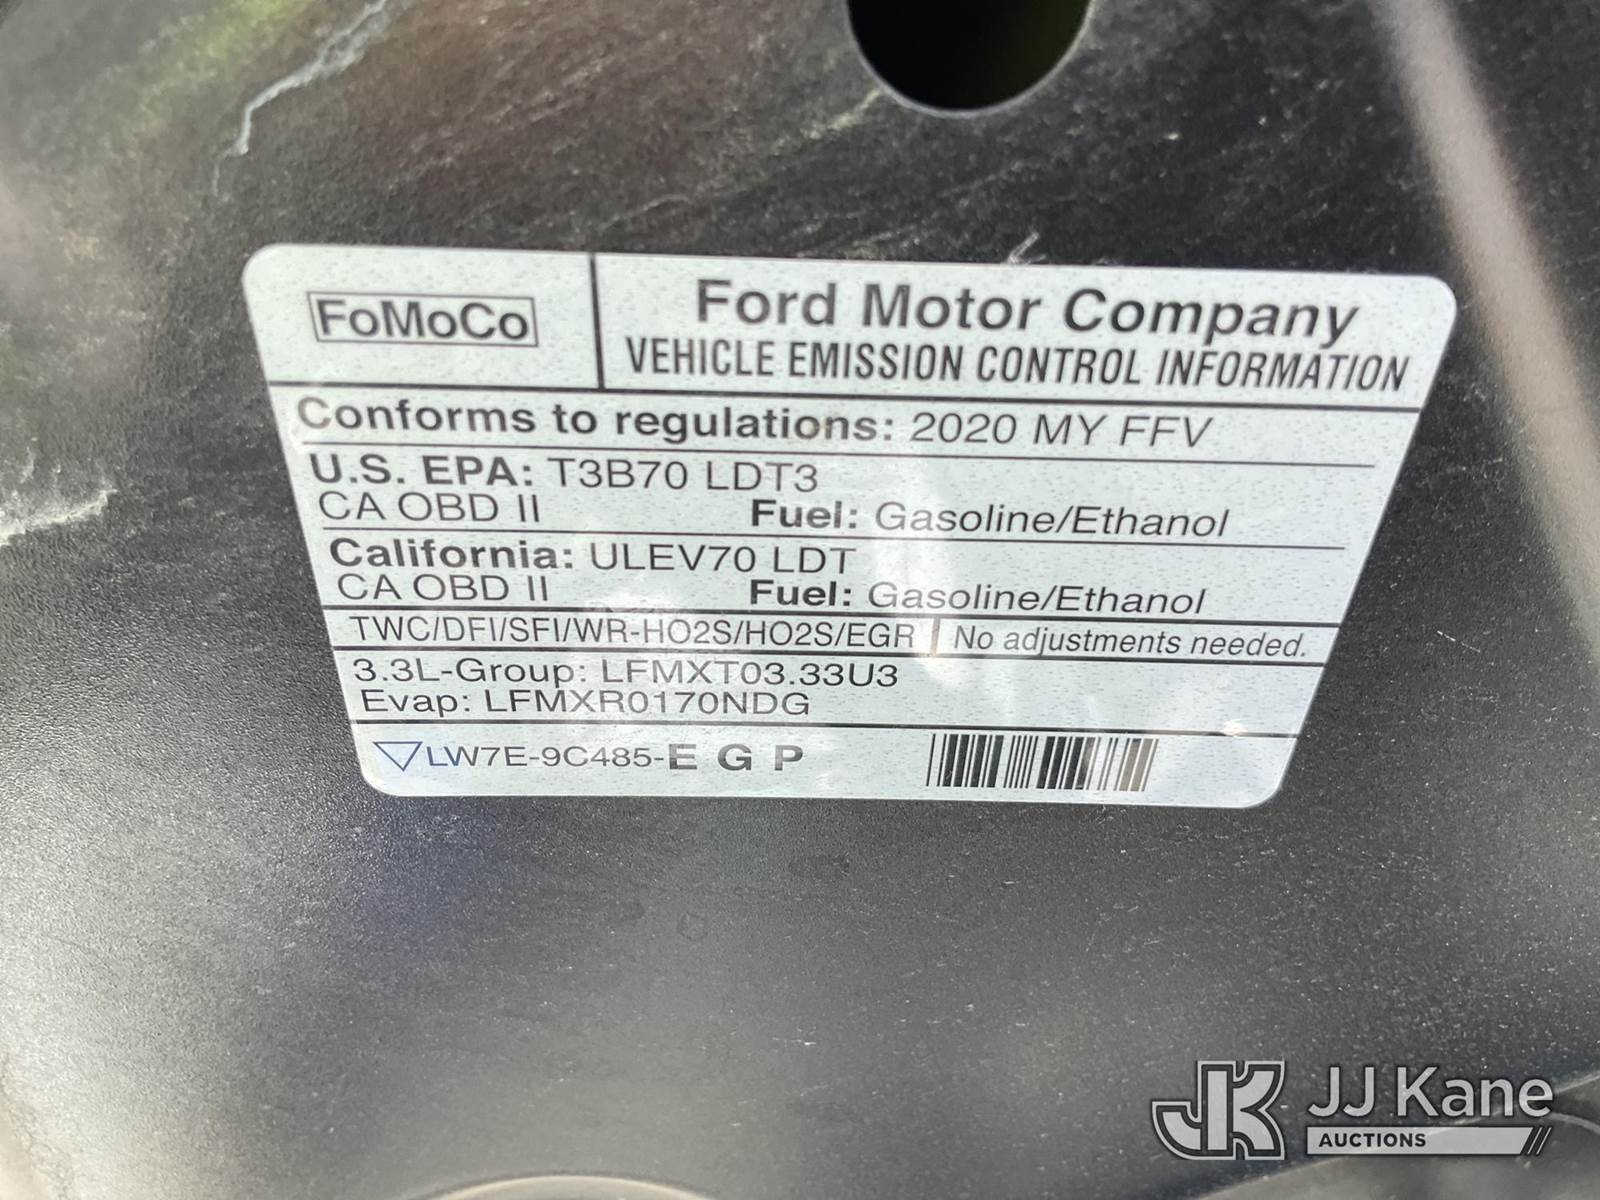 FoMoCo
Ford Motor Company
VEHICLE EMISSION CONTROL INFORMATION
Conforms to regulations: 2020 MY FFV
U.S. EPA: T3B70 LDT3
CA OBD II Fuel: Gasoline/Ethanol
California: ULEV70 LDT
CA OBD II Fuel: Gasoline/Ethanol
TWC/DFI/SFI/WR-HO2S/HO2S/EGR No adjustments needed.
3.3L-Group: LFMXT03.33U3
Evap: LFMXR0170NDG
LW7E-9C485-E G P
JK JJ Kane
AUCTIONS